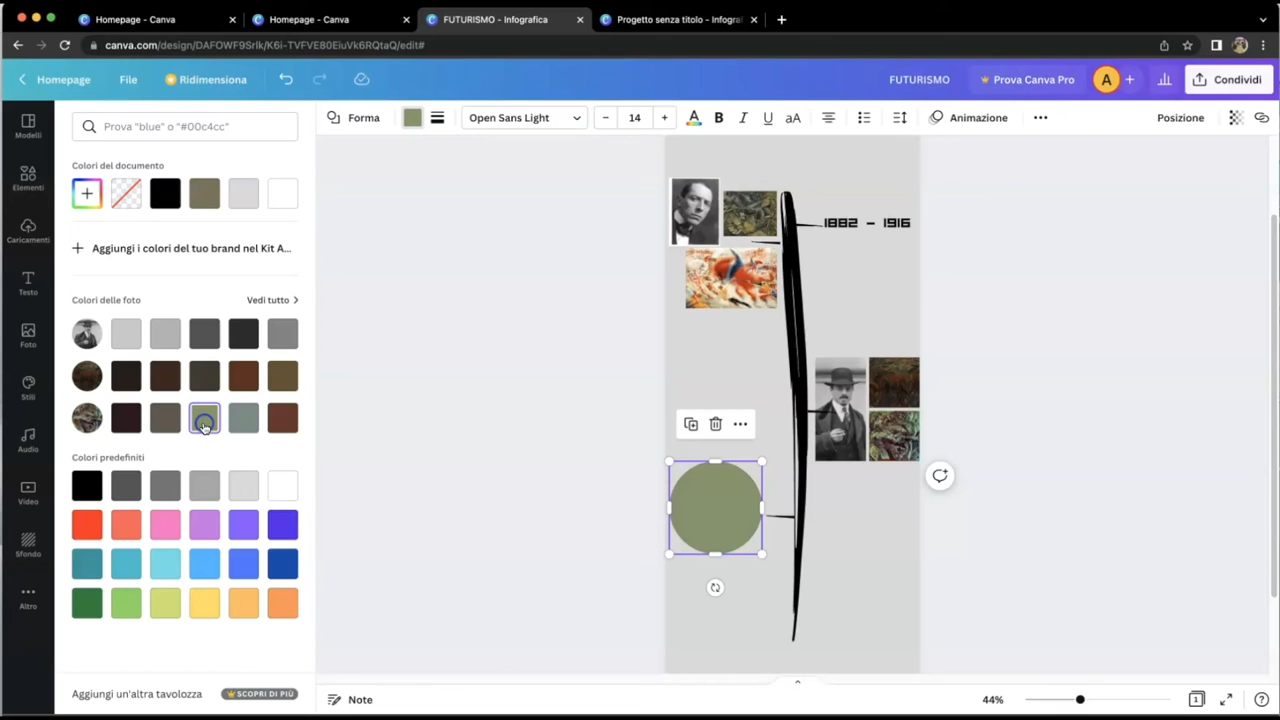 Homepage - Canva
Homepage - Canva
FUTURISMO - Infografica
Progetto senza titolo - Infograf
canva.com/design/DAFOWF9SrIk/K6i-TVFVE80EiuVk6RQtaQ/edit#
Homepage
File
Ridimensiona
FUTURISMO
Prova Canva Pro
A
Condividi
Forma
Open Sans Light
14
A
B
I
U
aA
Animazione
Posizione
Modelli
Elementi
Caricamenti
Testo
Foto
Stili
Audio
Video
Sfondo
Altro
Prova "blue" o "#00c4cc"
Colori del documento
Aggiungi i colori del tuo brand nel Kit A...
Colori delle foto
Vedi tutto
Colori predefiniti
Aggiungi un'altra tavolozza
SCOPRI DI PIÙ
1882 - 1916
Note
44%
1